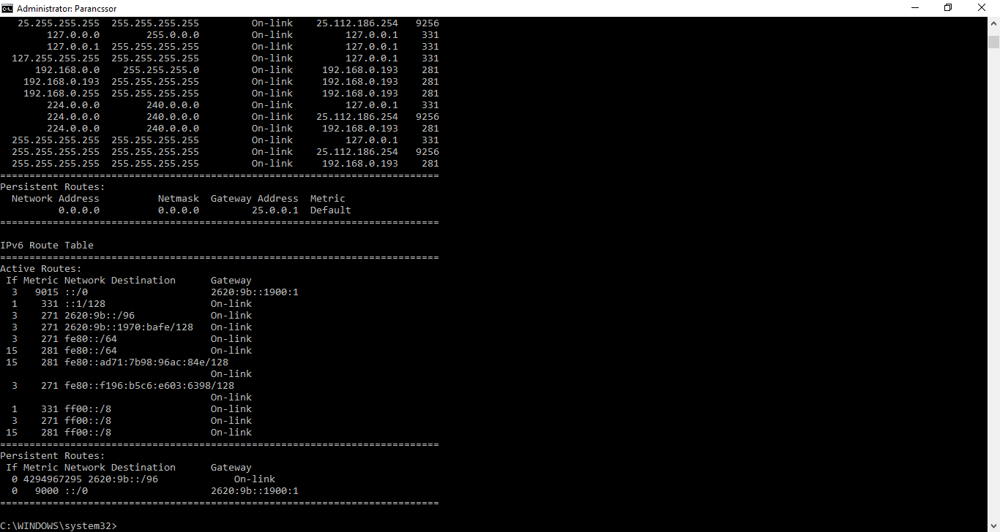 Administrator: Parancssor
25.255.255.255 255.255.255.255 On-link 25.112.186.254 9256
127.0.0.0 255.0.0.0 On-link 127.0.0.1 331
127.0.0.1 255.255.255.255 On-link 127.0.0.1 331
127.255.255.255 255.255.255.255 On-link 127.0.0.1 331
192.168.0.0 255.255.255.0 On-link 192.168.0.193 281
192.168.0.193 255.255.255.255 On-link 192.168.0.193 281
192.168.0.255 255.255.255.255 On-link 192.168.0.193 281
224.0.0.0 240.0.0.0 On-link 127.0.0.1 331
224.0.0.0 240.0.0.0 On-link 25.112.186.254 9256
224.0.0.0 240.0.0.0 On-link 192.168.0.193 281
255.255.255.255 255.255.255.255 On-link 127.0.0.1 331
255.255.255.255 255.255.255.255 On-link 25.112.186.254 9256
255.255.255.255 255.255.255.255 On-link 192.168.0.193 281
===========================================================================
Persistent Routes:
Network Address Netmask Gateway Address Metric
0.0.0.0 0.0.0.0 25.0.0.1 Default
===========================================================================
IPv6 Route Table
===========================================================================
Active Routes:
If Metric Network Destination Gateway
3 9015 ::/0 2620:9b::1900:1
1 331 ::1/128 On-link
3 271 2620:9b::/96 On-link
3 271 2620:9b::1970:bafe/128 On-link
3 271 fe80::/64 On-link
15 281 fe80::/64 On-link
15 281 fe80::ad71:7b98:96ac:84e/128
On-link
3 271 fe80::f196:b5c6:e603:6398/128
On-link
1 331 ff00::/8 On-link
3 271 ff00::/8 On-link
15 281 ff00::/8 On-link
===========================================================================
Persistent Routes:
If Metric Network Destination Gateway
0 4294967295 2620:9b::/96 On-link
0 9000 ::/0 2620:9b::1900:1
===========================================================================
C:\WINDOWS\system32>